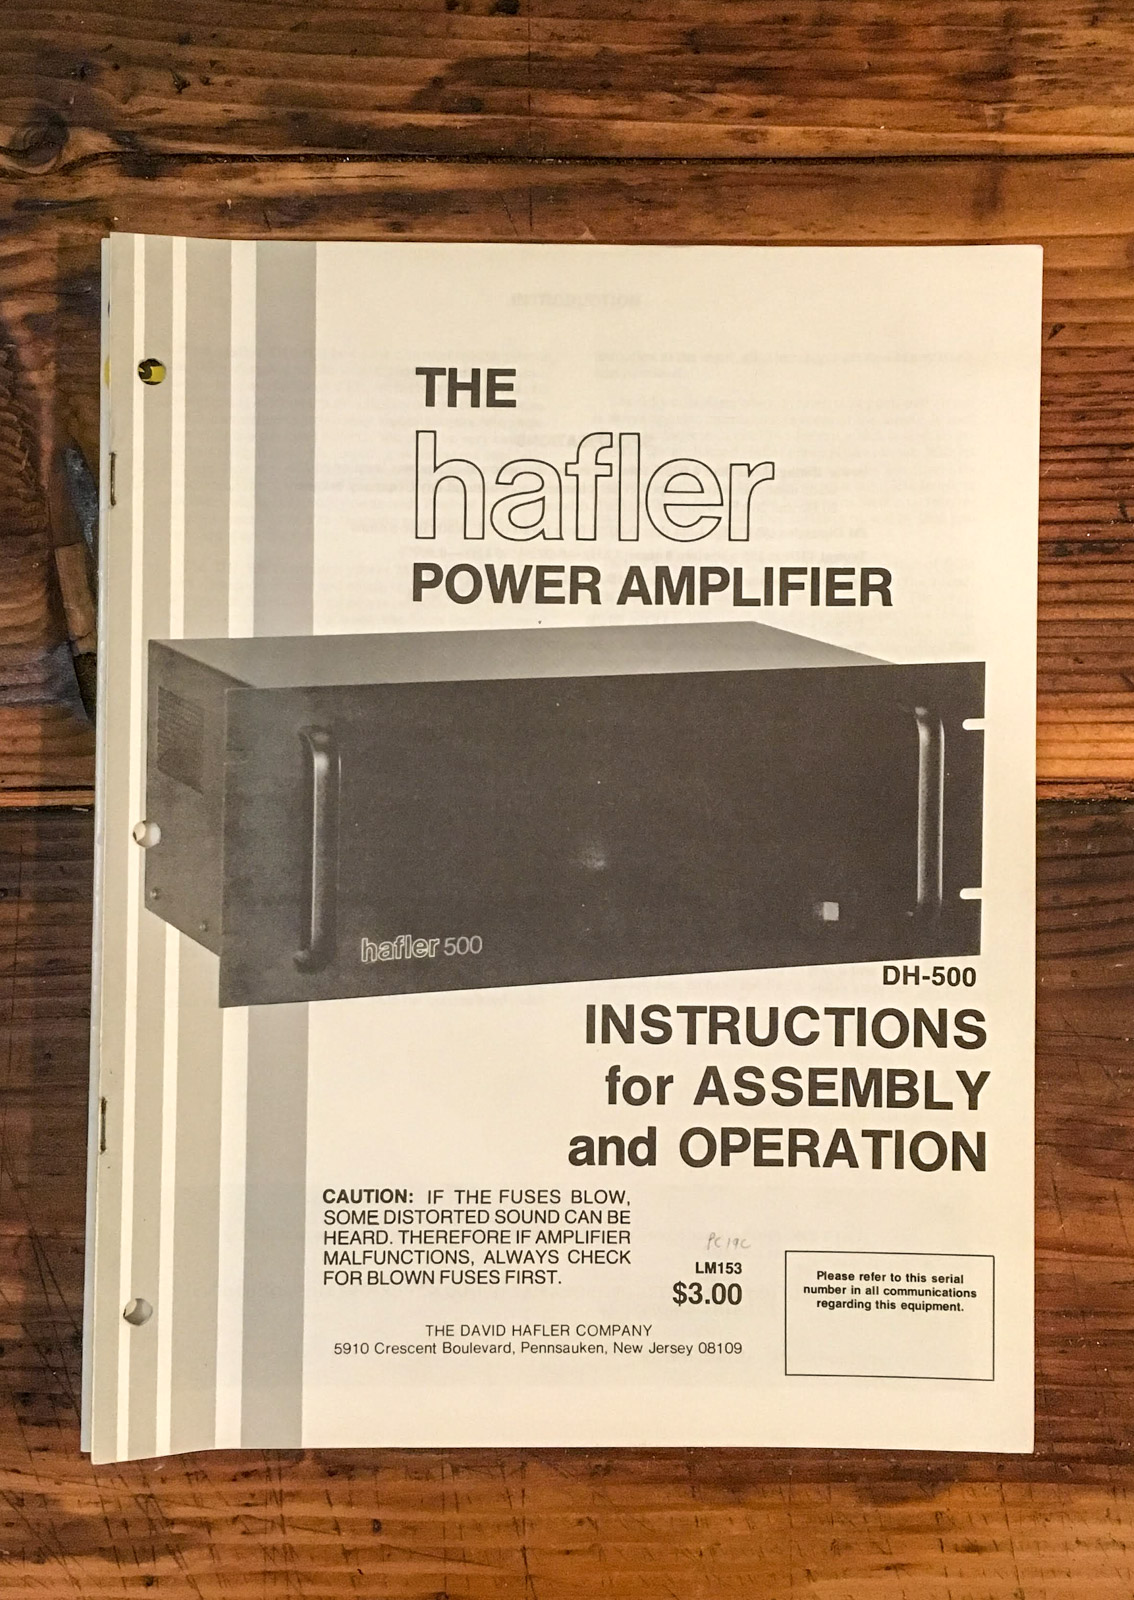 THE
hafler
POWER AMPLIFIER
hafler 500
DH-500
INSTRUCTIONS
for ASSEMBLY
and OPERATION
CAUTION: IF THE FUSES BLOW,
SOME DISTORTED SOUND CAN BE
HEARD. THEREFORE IF AMPLIFIER
MALFUNCTIONS, ALWAYS CHECK
FOR BLOWN FUSES FIRST.
PC19C
LM153
$3.00
THE DAVID HAFLER COMPANY
5910 Crescent Boulevard, Pennsauken, New Jersey 08109
Please refer to this serial
number in all communications
regarding this equipment.